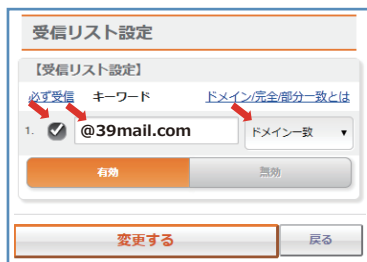 受信リスト設定
【受信リスト設定】
必ず受信 キーワード ドメイン/完全/部分一致とは
1. @39mail.com ドメイン一致 ▼
有効 無効
変更する 戻る